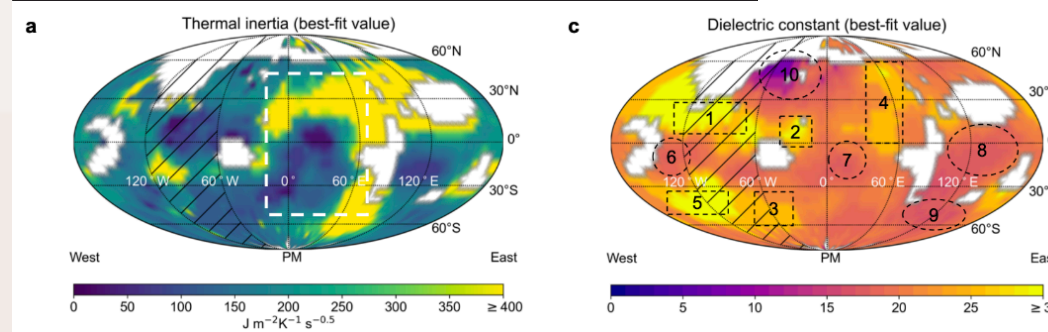 a
Thermal inertia (best-fit value)
60°N
30°N
0°
120° W 60° W 0° 60° E 120° E
30°S
60°S
West PM East
0 50 100 150 200 250 300 350 ≥ 400
J m−2K−1 s−0.5
c
Dielectric constant (best-fit value)
60°N
10
30°N
4
1
2
0°
6 7 8
120° W 60° W 0° 60° E 120° E
30°S
5 3 9
60°S
West PM East
0 5 10 15 20 25